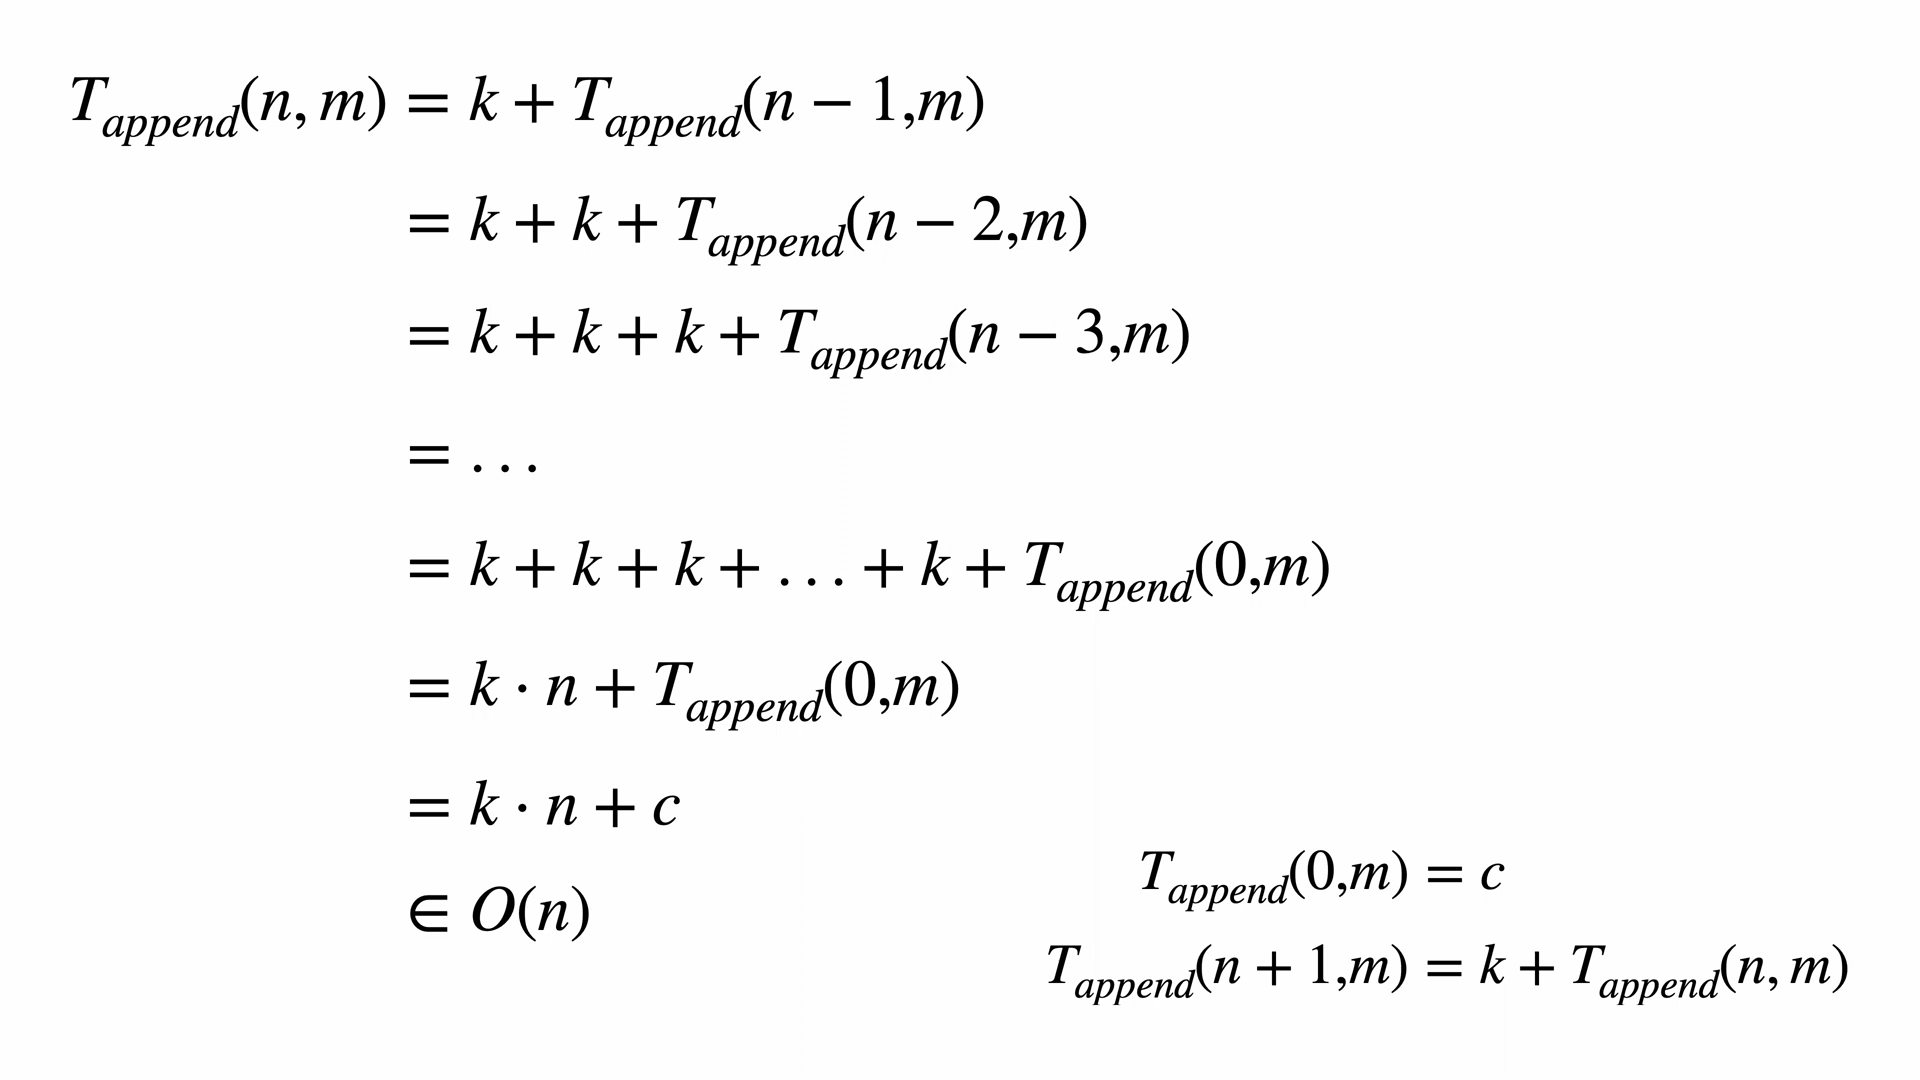 T_append(n, m) = k + T_append(n − 1,m)
= k + k + T_append(n − 2,m)
= k + k + k + T_append(n − 3,m)
= …
= k + k + k + … + k + T_append(0,m)
= k · n + T_append(0,m)
= k · n + c
∈ O(n)
T_append(0,m) = c
T_append(n + 1,m) = k + T_append(n, m)